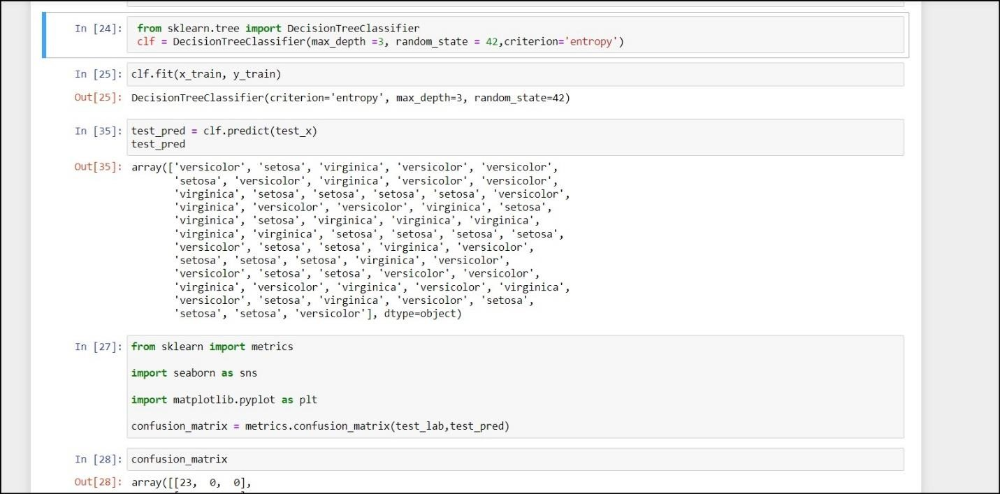 In [24]: from sklearn.tree import DecisionTreeClassifier
clf = DecisionTreeClassifier(max_depth =3, random_state = 42,criterion='entropy')
In [25]: clf.fit(x_train, y_train)
Out[25]: DecisionTreeClassifier(criterion='entropy', max_depth=3, random_state=42)
In [35]: test_pred = clf.predict(test_x)
test_pred
Out[35]: array(['versicolor', 'setosa', 'virginica', 'versicolor', 'versicolor',
'setosa', 'versicolor', 'virginica', 'versicolor', 'versicolor',
'virginica', 'setosa', 'setosa', 'setosa', 'setosa', 'versicolor',
'virginica', 'versicolor', 'versicolor', 'virginica', 'setosa',
'virginica', 'setosa', 'virginica', 'virginica', 'virginica',
'virginica', 'virginica', 'setosa', 'setosa', 'setosa', 'setosa',
'versicolor', 'setosa', 'setosa', 'virginica', 'versicolor',
'setosa', 'setosa', 'setosa', 'virginica', 'versicolor',
'versicolor', 'setosa', 'setosa', 'versicolor', 'versicolor',
'virginica', 'versicolor', 'virginica', 'versicolor', 'virginica',
'versicolor', 'setosa', 'virginica', 'versicolor', 'setosa',
'setosa', 'setosa', 'versicolor'], dtype=object)
In [27]: from sklearn import metrics
import seaborn as sns
import matplotlib.pyplot as plt
confusion_matrix = metrics.confusion_matrix(test_lab,test_pred)
In [28]: confusion_matrix
Out[28]: array([[23, 0, 0],